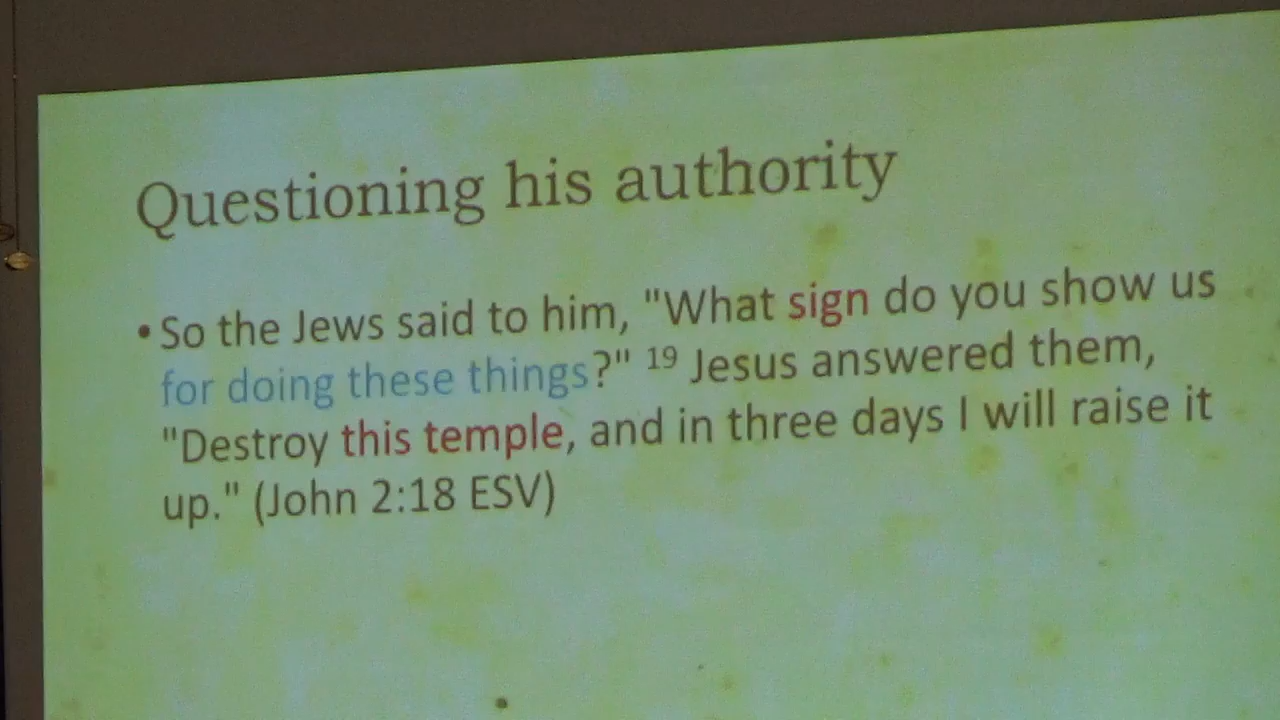 Questioning his authority
• So the Jews said to him, "What sign do you show us
for doing these things?" 19 Jesus answered them,
"Destroy this temple, and in three days I will raise it
up." (John 2:18 ESV)